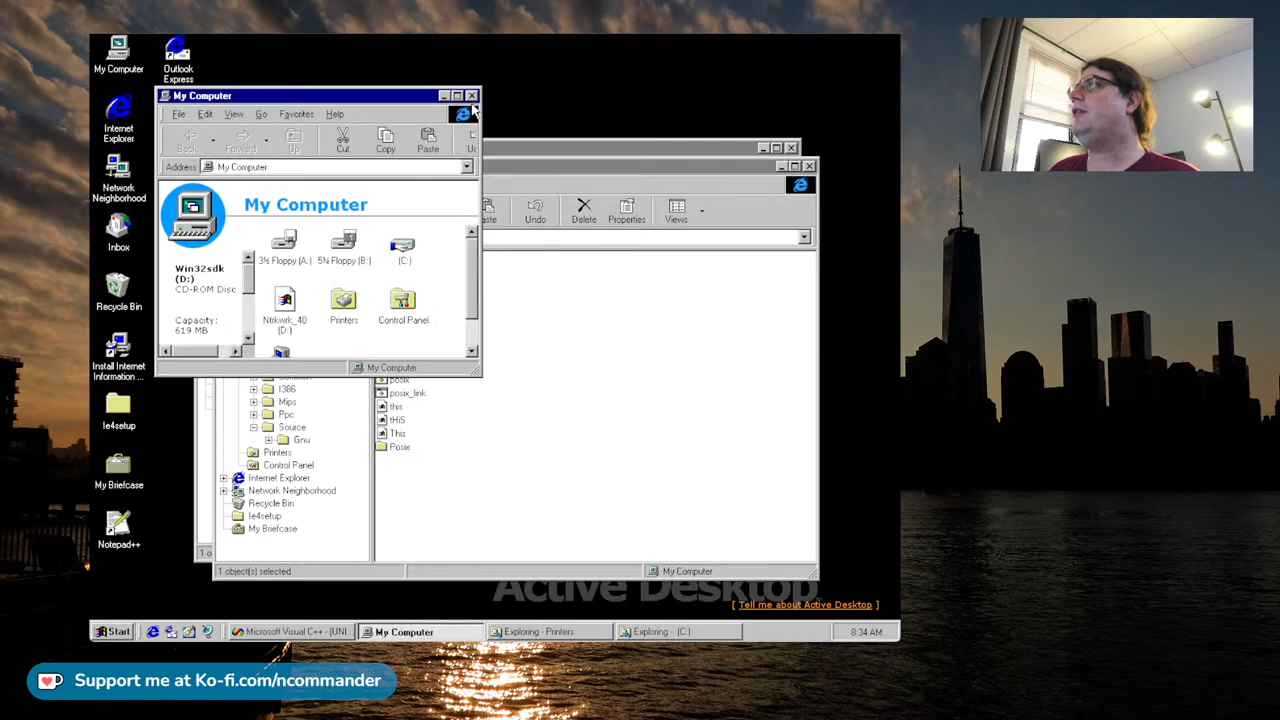 My Computer
Outlook
Express
Internet
Explorer
Network
Neighborhood
Inbox
Recycle Bin
Install Internet
Information ...
Ie4setup
My Briefcase
Notepad++
My Computer
File Edit View Go Favorites Help
Back Forward Up Cut Copy Paste
Address My Computer
My Computer
Win32sdk
(D:)
CD-ROM Disc
Capacity:
619 MB
3½ Floppy (A:) 5¼ Floppy (B:) (C:)
Ntrkwrk_40
(D:)
Printers
Control Panel
My Computer
Undo Delete Properties Views
I386
Mips
Ppc
Source
Gnu
Printers
Control Panel
Internet Explorer
Network Neighborhood
Recycle Bin
Ie4setup
My Briefcase
posix
posix_link
this
tHiS
This
Posix
1 object(s) selected
My Computer
Active Desktop
[ Tell me about Active Desktop ]
Start
Microsoft Visual C++ - [UNI...
My Computer
Exploring - Printers
Exploring - (C:)
8:34 AM
Support me at Ko-fi.com/ncommander